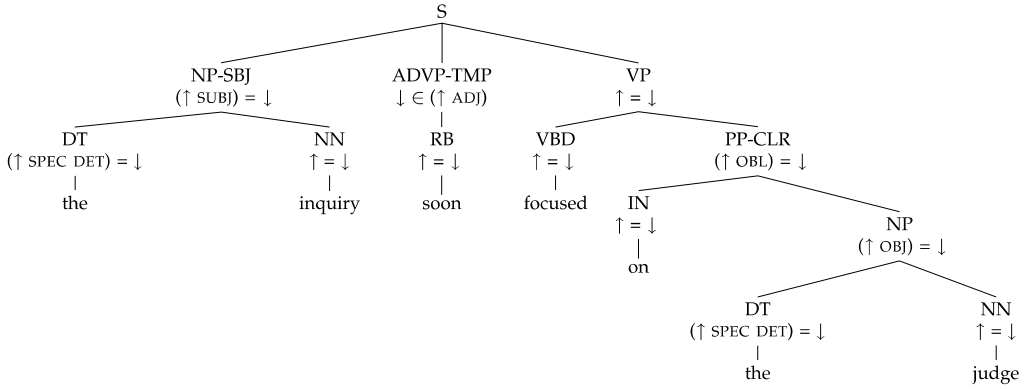 S
NP-SBJ ADVP-TMP VP
(↑ SUBJ) = ↓ ↓ ∈ (↑ ADJ) ↑ = ↓
DT NN RB VBD PP-CLR
(↑ SPEC DET) = ↓ ↑ = ↓ ↑ = ↓ ↑ = ↓ (↑ OBL) = ↓
the inquiry soon focused IN NP
↑ = ↓ (↑ OBJ) = ↓
on
DT NN
(↑ SPEC DET) = ↓ ↑ = ↓
the judge